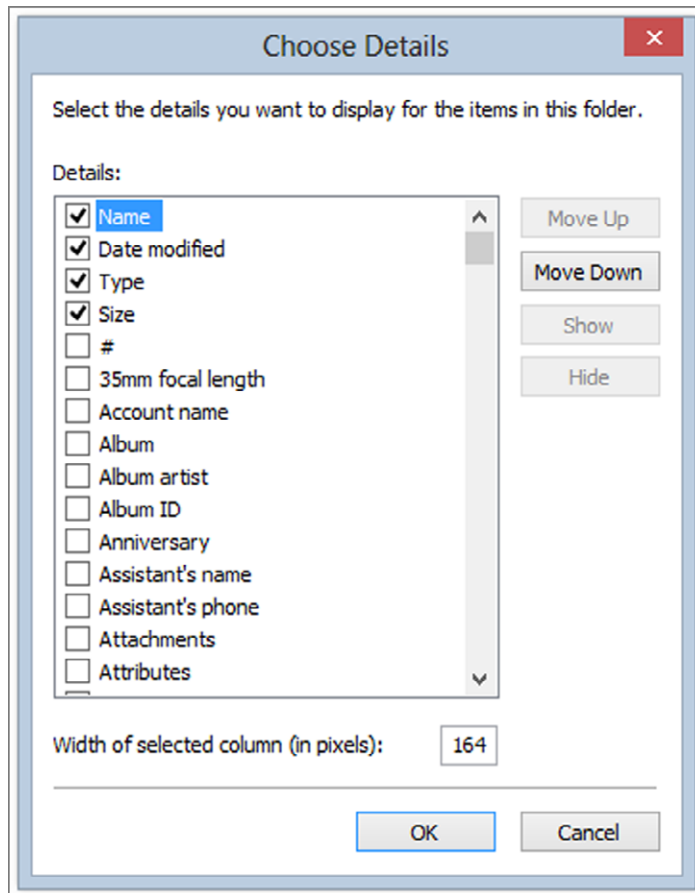 Choose Details
Select the details you want to display for the items in this folder.
Details:
Name
Date modified
Type
Size
#
35mm focal length
Account name
Album
Album artist
Album ID
Anniversary
Assistant's name
Assistant's phone
Attachments
Attributes
Move Up
Move Down
Show
Hide
Width of selected column (in pixels): 164
OK Cancel